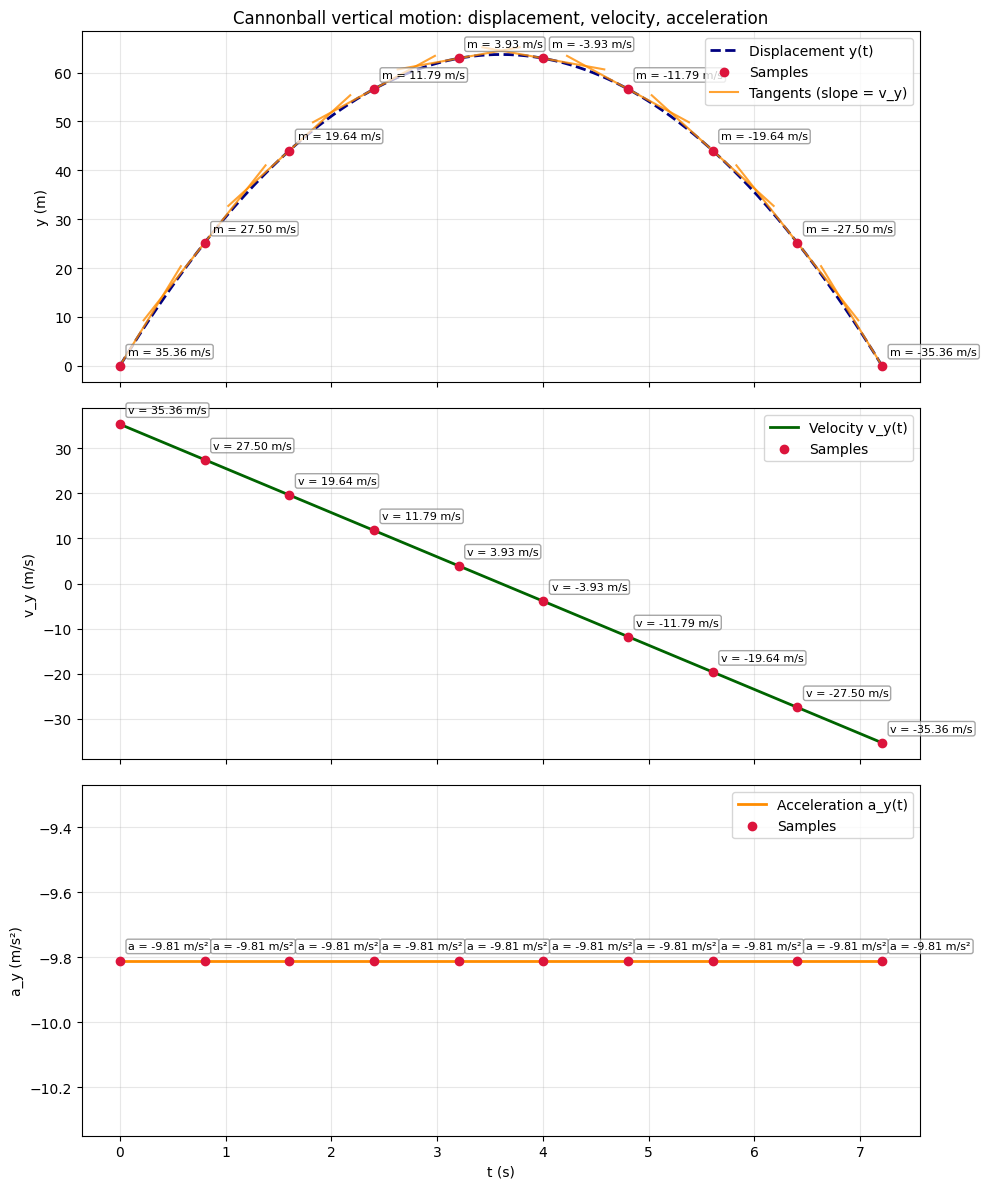 Cannonball vertical motion: displacement, velocity, acceleration
m = 3.93 m/s
m = -3.93 m/s
Displacement y(t)
Samples
Tangents (slope = v_y)
m = 11.79 m/s
m = -11.79 m/s
m = 19.64 m/s
m = -19.64 m/s
m = 27.50 m/s
m = -27.50 m/s
m = 35.36 m/s
m = -35.36 m/s
60
50
40
30
20
10
0
y (m)
v = 35.36 m/s
v = 27.50 m/s
v = 19.64 m/s
v = 11.79 m/s
v = 3.93 m/s
v = -3.93 m/s
v = -11.79 m/s
v = -19.64 m/s
v = -27.50 m/s
v = -35.36 m/s
Velocity v_y(t)
Samples
30
20
10
0
−10
−20
−30
v_y (m/s)
Acceleration a_y(t)
Samples
a = -9.81 m/s²
a = -9.81 m/s²
a = -9.81 m/s²
a = -9.81 m/s²
a = -9.81 m/s²
a = -9.81 m/s²
a = -9.81 m/s²
a = -9.81 m/s²
a = -9.81 m/s²
a = -9.81 m/s²
−9.4
−9.6
−9.8
−10.0
−10.2
a_y (m/s²)
0 1 2 3 4 5 6 7
t (s)